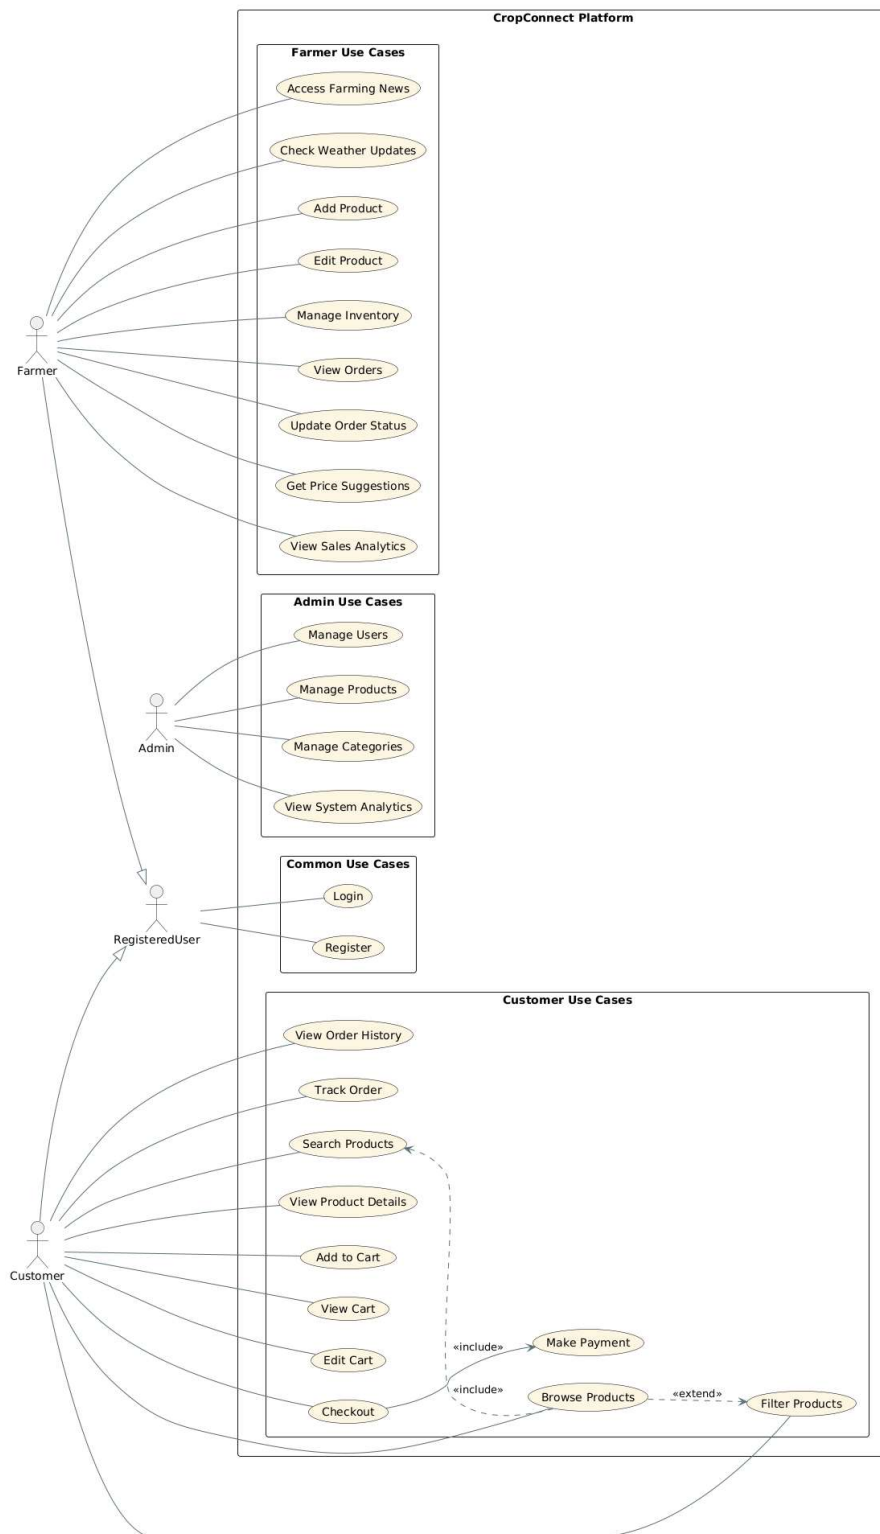 CropConnect Platform
Farmer Use Cases
Access Farming News
Check Weather Updates
Add Product
Edit Product
Manage Inventory
View Orders
Farmer
Update Order Status
Get Price Suggestions
View Sales Analytics
Admin Use Cases
Manage Users
Manage Products
Admin
Manage Categories
View System Analytics
Common Use Cases
Login
RegisteredUser
Register
Customer Use Cases
View Order History
Track Order
Search Products
View Product Details
Add to Cart
Customer
View Cart
«include»
Make Payment
Edit Cart
«include»
Browse Products
«extend»
Filter Products
Checkout